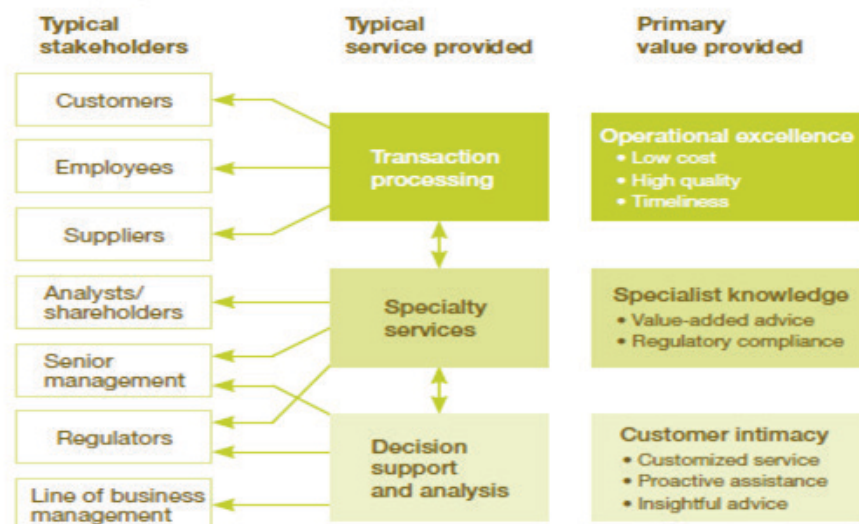 Typical
stakeholders
Typical
service provided
Primary
value provided
Customers
Employees
Suppliers
Analysts/
shareholders
Senior
management
Regulators
Line of business
management
Transaction
processing
Specialty
services
Decision
support
and analysis
Operational excellence
• Low cost
• High quality
• Timeliness
Specialist knowledge
• Value-added advice
• Regulatory compliance
Customer intimacy
• Customized service
• Proactive assistance
• Insightful advice